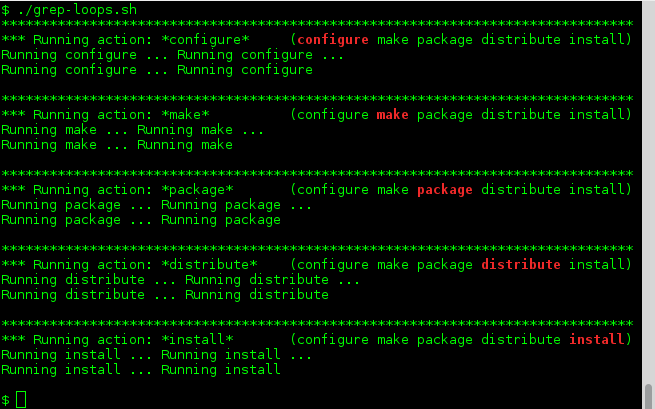 $ ./grep-loops.sh
*******************************************************************************
*** Running action: *configure*     (configure make package distribute install)
Running configure ... Running configure ...
Running configure ... Running configure
*******************************************************************************
*** Running action: *make*          (configure make package distribute install)
Running make ... Running make ...
Running make ... Running make
*******************************************************************************
*** Running action: *package*       (configure make package distribute install)
Running package ... Running package ...
Running package ... Running package
*******************************************************************************
*** Running action: *distribute*    (configure make package distribute install)
Running distribute ... Running distribute ...
Running distribute ... Running distribute
*******************************************************************************
*** Running action: *install*       (configure make package distribute install)
Running install ... Running install ...
Running install ... Running install
$